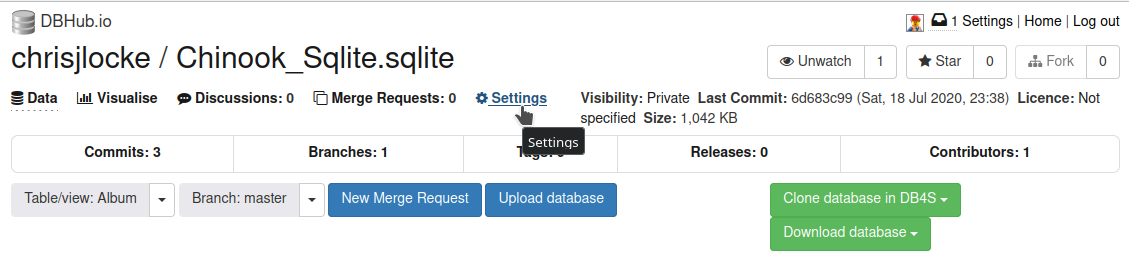 DBHub.io
1 Settings | Home | Log out
chrisjlocke / Chinook_Sqlite.sqlite
Unwatch 1 Star 0 Fork 0
Data Visualise Discussions: 0 Merge Requests: 0 Settings
Visibility: Private Last Commit: 6d683c99 (Sat, 18 Jul 2020, 23:38) Licence: Not
specified Size: 1,042 KB
Settings
Commits: 3 Branches: 1 Releases: 0 Contributors: 1
Table/view: Album Branch: master New Merge Request Upload database Clone database in DB4S
Download database